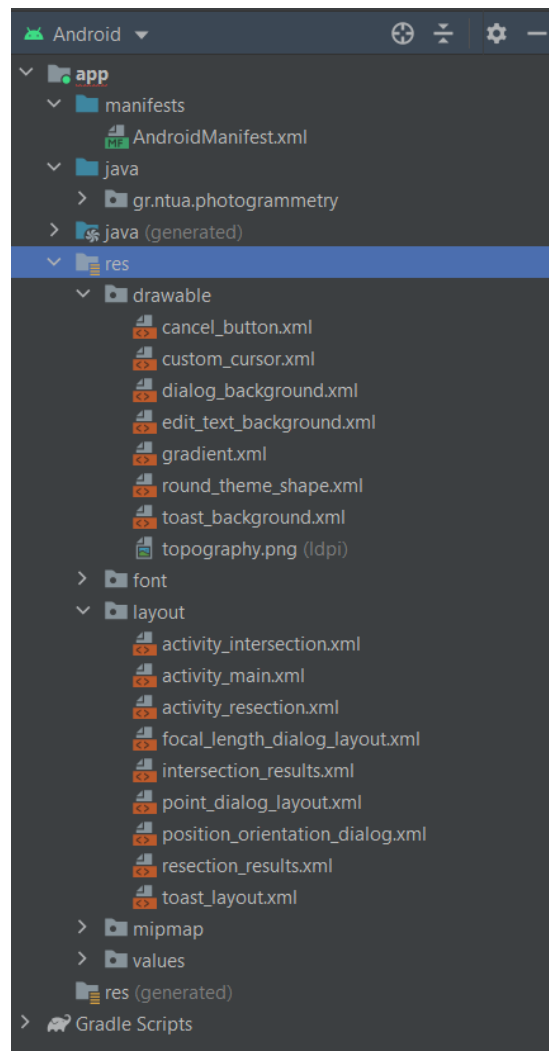 Android
app
manifests
MF AndroidManifest.xml
java
gr.ntua.photogrammetry
java (generated)
res
drawable
cancel_button.xml
custom_cursor.xml
dialog_background.xml
edit_text_background.xml
gradient.xml
round_theme_shape.xml
toast_background.xml
topography.png (ldpi)
font
layout
activity_intersection.xml
activity_main.xml
activity_resection.xml
focal_length_dialog_layout.xml
intersection_results.xml
point_dialog_layout.xml
position_orientation_dialog.xml
resection_results.xml
toast_layout.xml
mipmap
values
res (generated)
Gradle Scripts